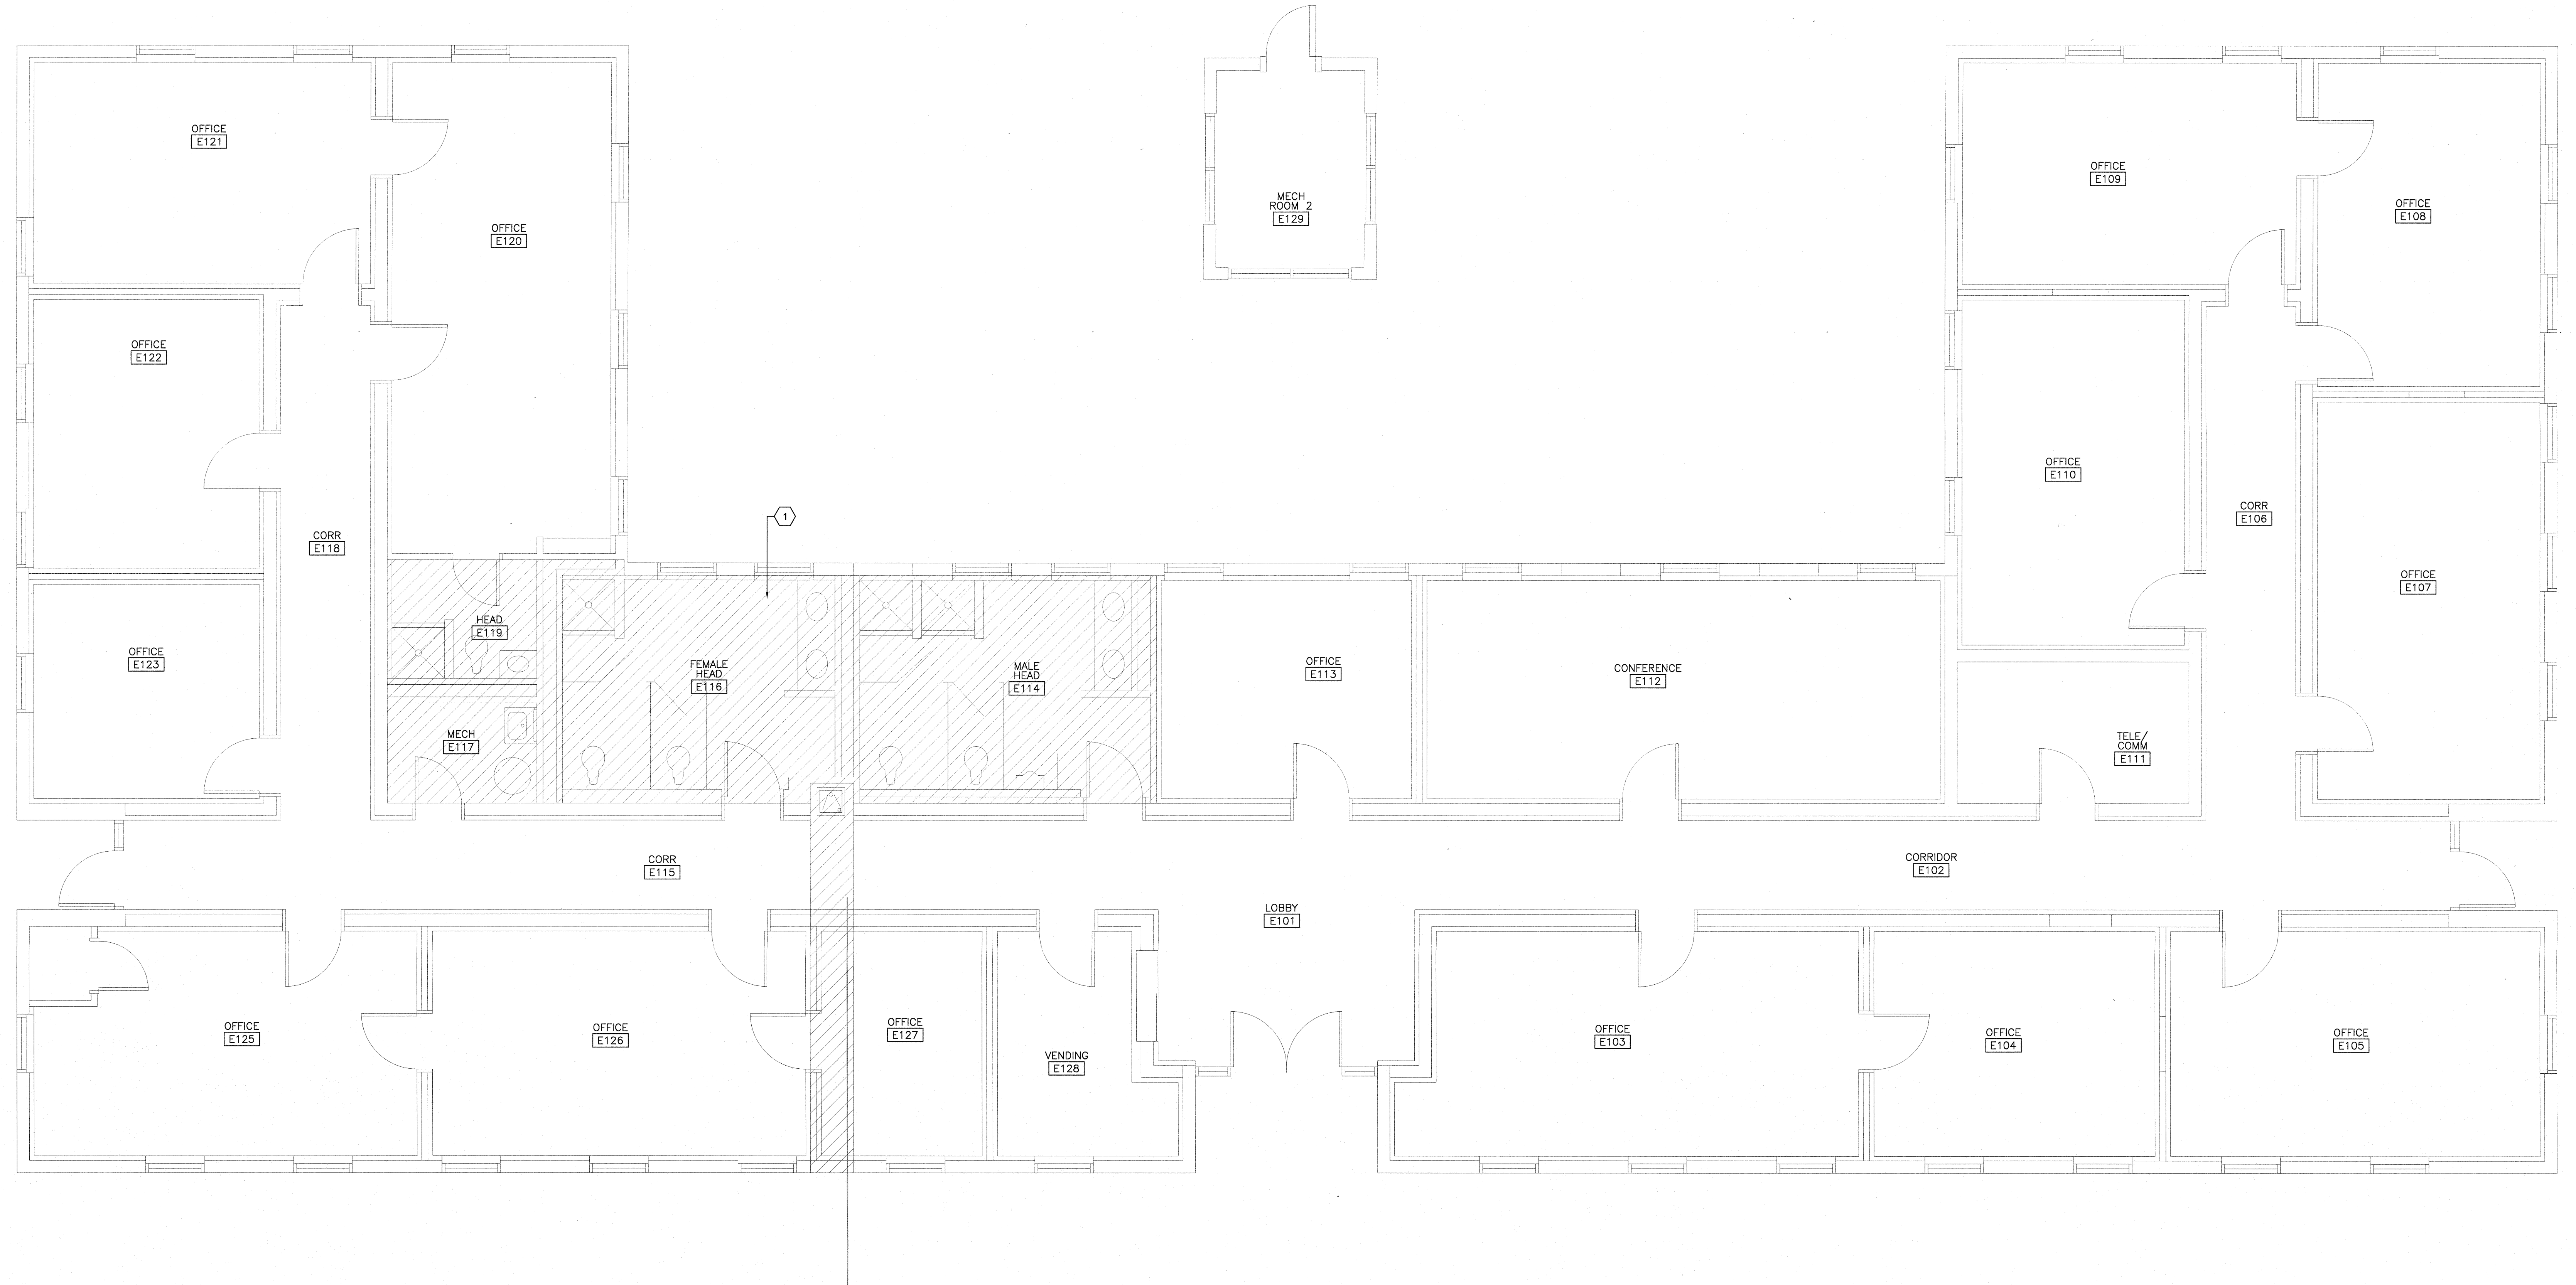 OFFICE
E121
OFFICE
E120
MECH
ROOM 2
E129
OFFICE
E109
OFFICE
E108
OFFICE
E122
OFFICE
E110
CORR
E106
CORR
E118
1
OFFICE
E107
HEAD
E119
OFFICE
E123
FEMALE
HEAD
E116
MALE
HEAD
E114
OFFICE
E113
CONFERENCE
E112
MECH
E117
TELE/
COMM
E111
CORR
E115
CORRIDOR
E102
LOBBY
E101
OFFICE
E125
OFFICE
E126
OFFICE
E127
VENDING
E128
OFFICE
E103
OFFICE
E104
OFFICE
E105